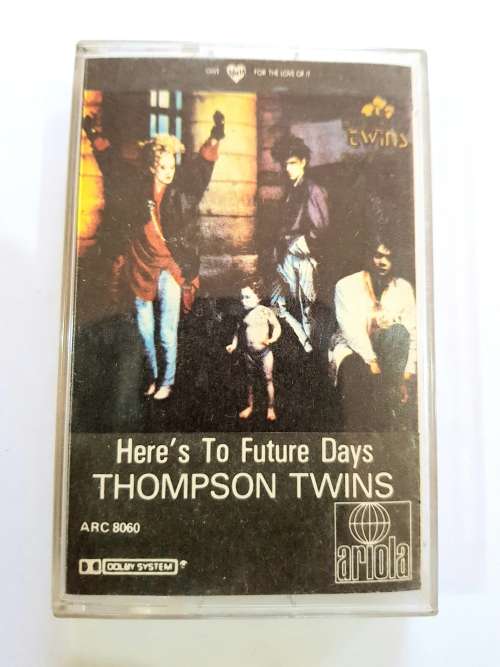 FOR THE LOVE OF IT
twins
Here's To Future Days
THOMPSON TWINS
ARC 8060
ariola
DOLBY SYSTEM